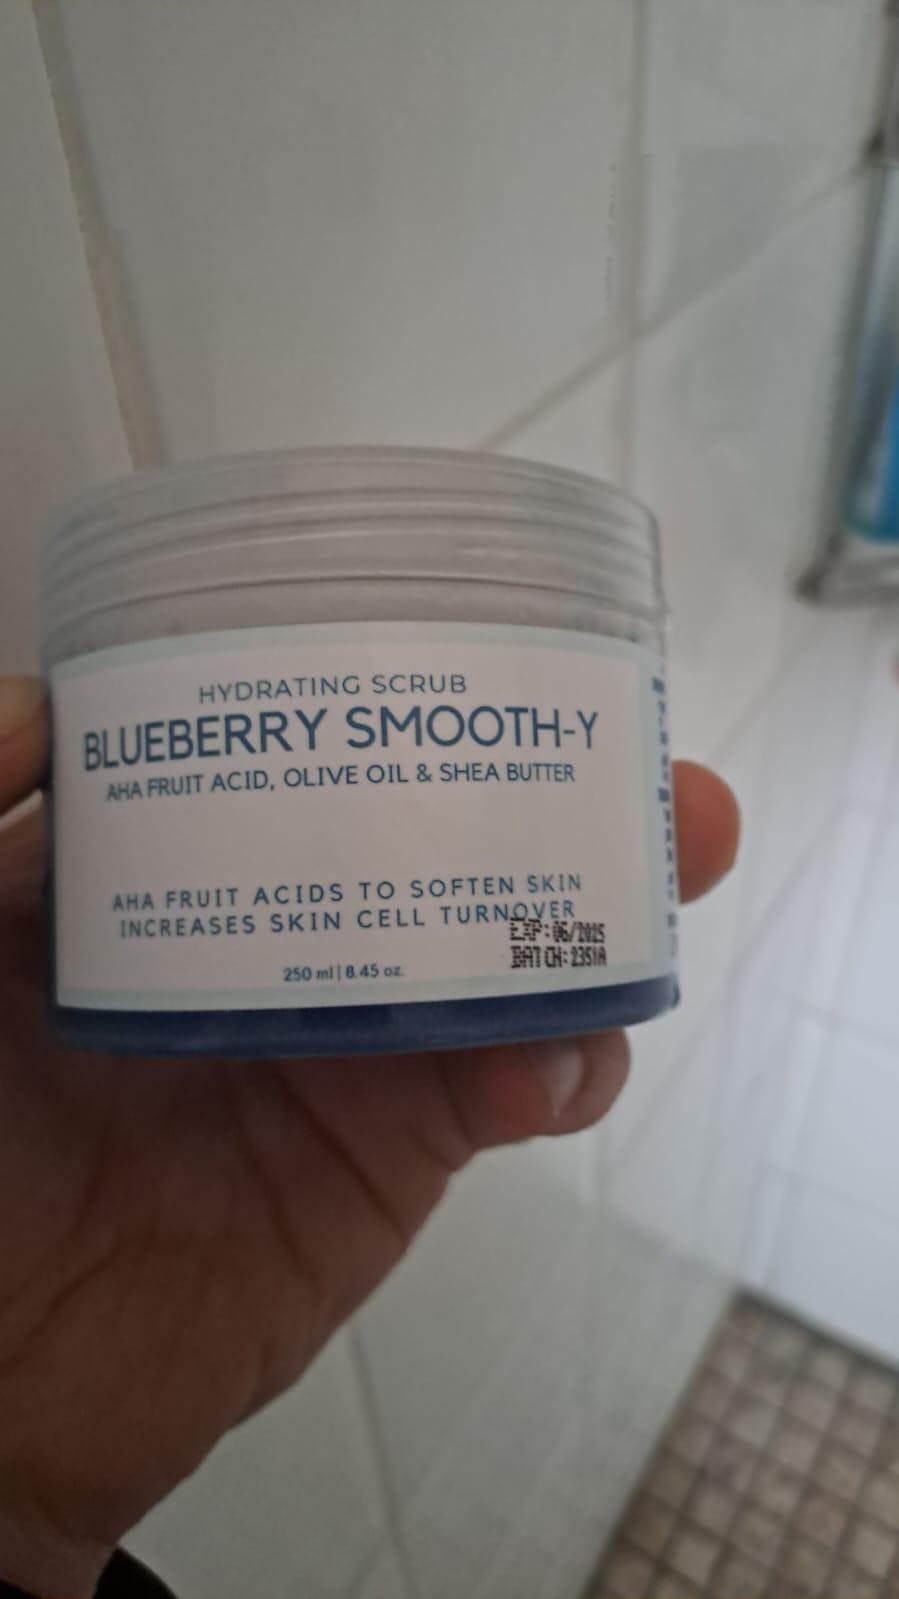 HYDRATING SCRUB
BLUEBERRY SMOOTH-Y
AHA FRUIT ACID, OLIVE OIL & SHEA BUTTER
AHA FRUIT ACIDS TO SOFTEN SKIN
INCREASES SKIN CELL TURNOVER
EXP: 06/2025
BATCH: 2351A
250 ml | 8.45 oz.